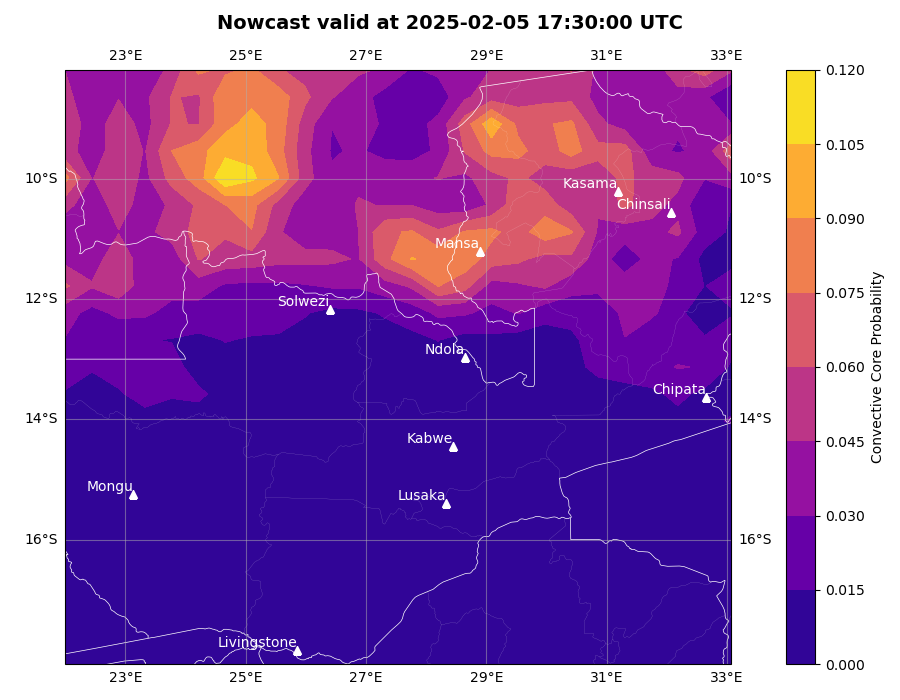 Nowcast valid at 2025-02-05 17:30:00 UTC
23°E 25°E 27°E 29°E 31°E 33°E
0.120
0.105
10°S 10°S
Kasama
Chinsali
0.090
Mansa
0.075
12°S 12°S
Solwezi
Ndola
0.060
Chipata
14°S 14°S
Kabwe
0.045
Mongu
Lusaka
0.030
16°S 16°S
0.015
Livingstone
0.000
23°E 25°E 27°E 29°E 31°E 33°E
Convective Core Probability